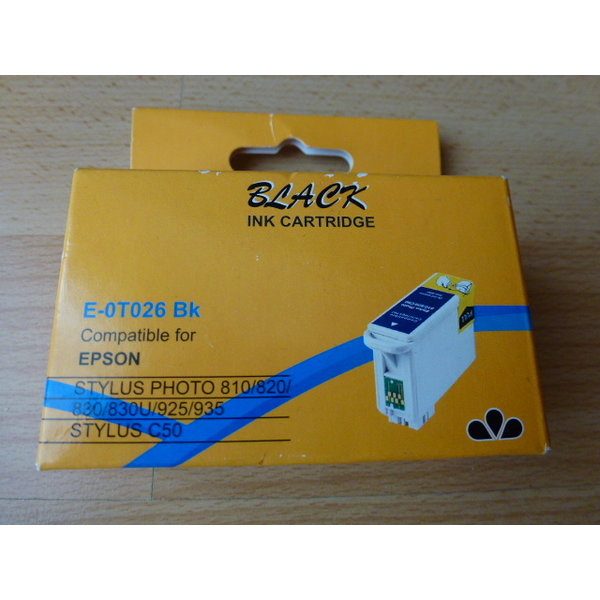 BLACK
INK CARTRIDGE
E-0T026 Bk
Compatible for
EPSON
STYLUS PHOTO 810/820/
830/830U/925/935
STYLUS C50